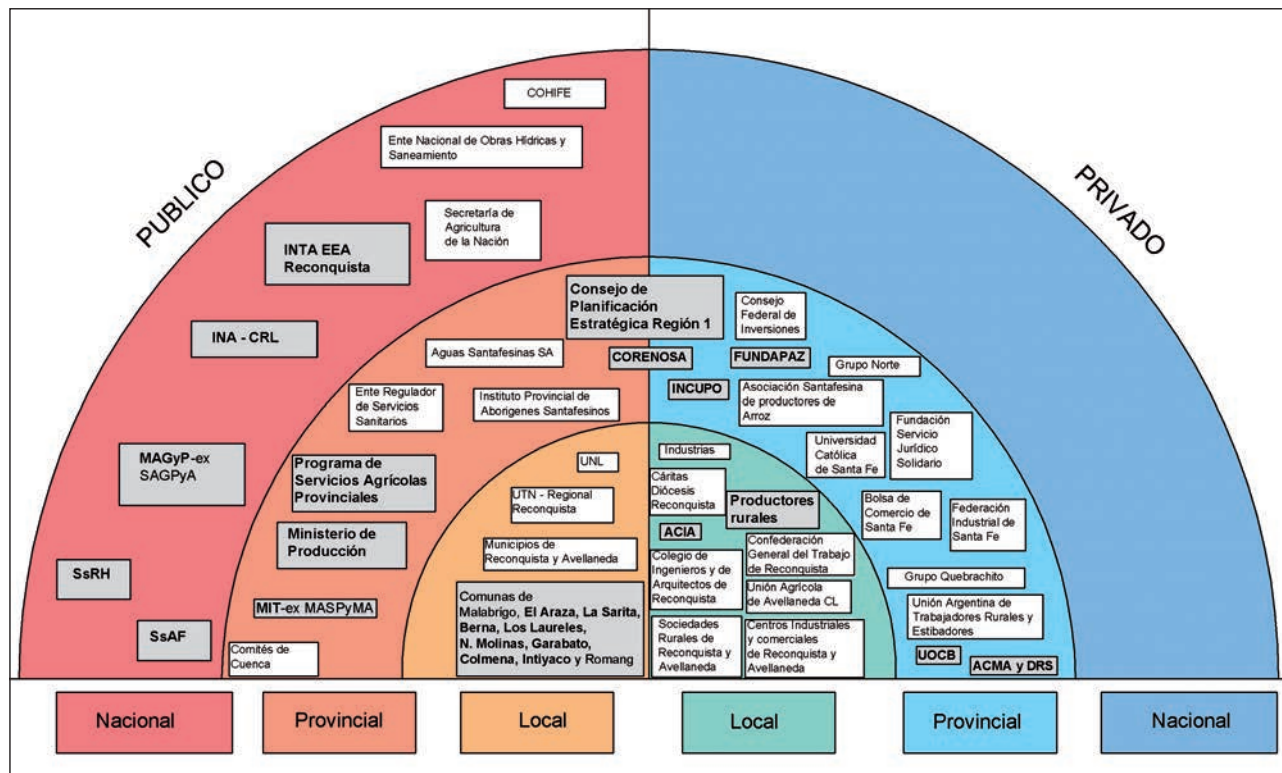 PUBLICO
PRIVADO
COHIFE
Ente Nacional de Obras Hídricas y
Saneamiento
Secretaría de
Agricultura
de la Nación
INTA EEA
Reconquista
INA - CRL
MAGyP-ex
SAGPyA
SsRH
SsAF
Consejo de
Planificación
Estratégica Región 1
CORENOSA
Aguas Santafesinas SA
Ente Regulador
de Servicios
Sanitarios
Instituto Provincial de
Aborigenes Santafesinos
Programa de
Servicios Agrícolas
Provinciales
Ministerio de
Producción
MIT-ex MASPyMA
Comités de
Cuenca
UNL
UTN - Regional
Reconquista
Municipios de
Reconquista y Avellaneda
Comunas de
Malabrigo, El Araza, La Sarita,
Berna, Los Laureles,
N. Molinas, Garabato,
Colmena, Intiyaco y Romang
Industrias
Cáritas
Diócesis
Reconquista
Productores
rurales
ACIA
Colegio de
Ingenieros y de
Arquitectos de
Reconquista
Confederación
General del Trabajo
de Reconquista
Unión Agrícola
de Avellaneda CL
Sociedades
Rurales de
Reconquista y
Avellaneda
Centros Industriales
y comerciales
de Reconquista y
Avellaneda
Consejo
Federal de
Inversiones
FUNDAPAZ
Grupo Norte
INCUPO
Asociación Santafesina
de productores de
Arroz
Universidad
Católica
de Santa Fe
Fundación
Servicio
Jurídico
Solidario
Bolsa de
Comercio de
Santa Fe
Federación
Industrial de
Santa Fe
Grupo Quebrachito
Unión Argentina de
Trabajadores Rurales y
Estibadores
UOCB
ACMA y DRS
Nacional
Provincial
Local
Local
Provincial
Nacional